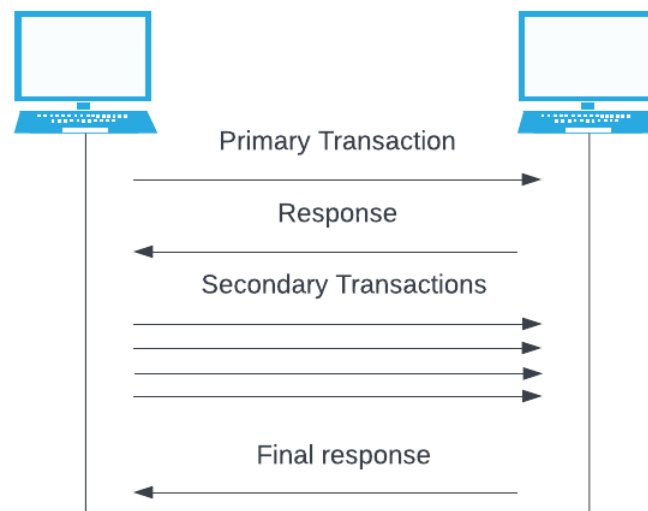 Primary Transaction
Response
Secondary Transactions
Final response